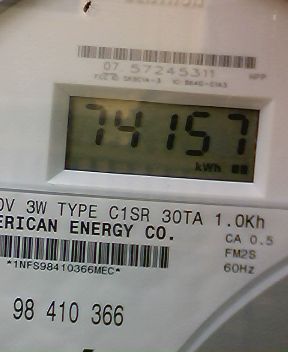 07 57245311
74157
kWh
V 3W TYPE C1SR 30TA 1.0Kh
ERICAN ENERGY CO.
CA 0.5
FM2S
60Hz
*1NFS98410366MEC*
98 410 366